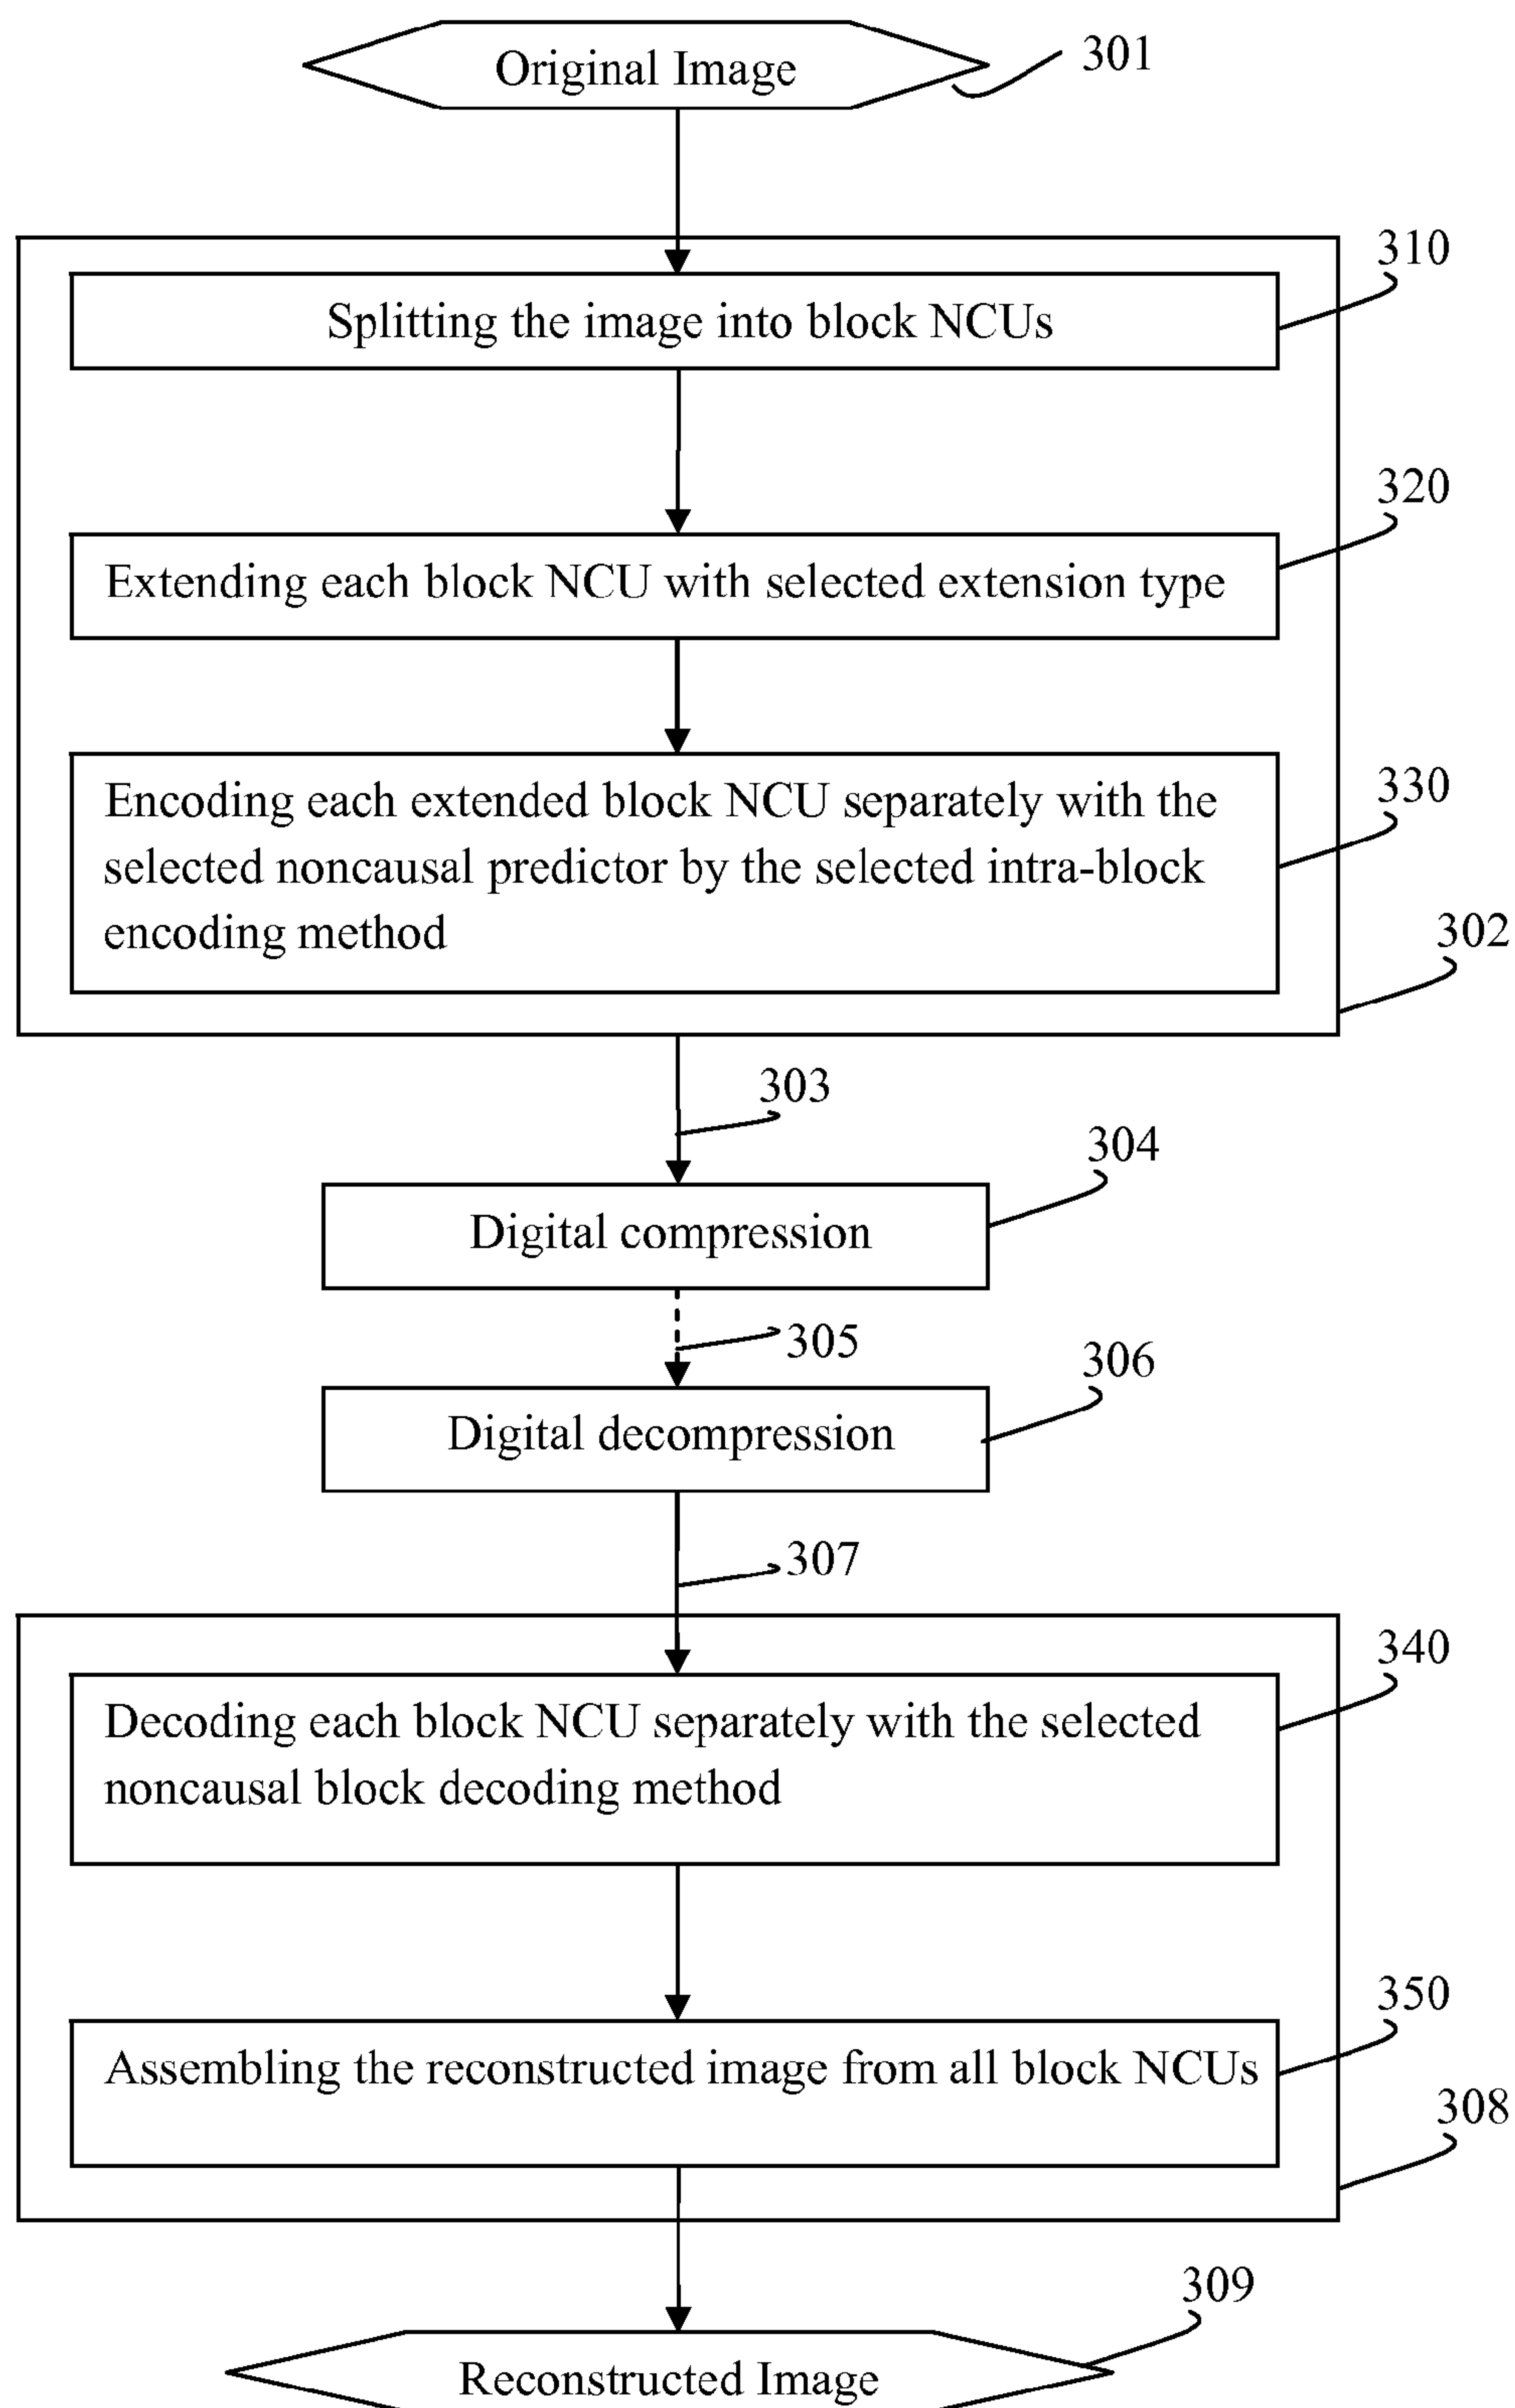 Original Image
301
310
Splitting the image into block NCUs
320
Extending each block NCU with selected extension type
330
Encoding each extended block NCU separately with the
selected noncausal predictor by the selected intra-block
encoding method
302
303
304
Digital compression
305
306
Digital decompression
307
340
Decoding each block NCU separately with the selected
noncausal block decoding method
350
Assembling the reconstructed image from all block NCUs
308
309
Reconstructed Image